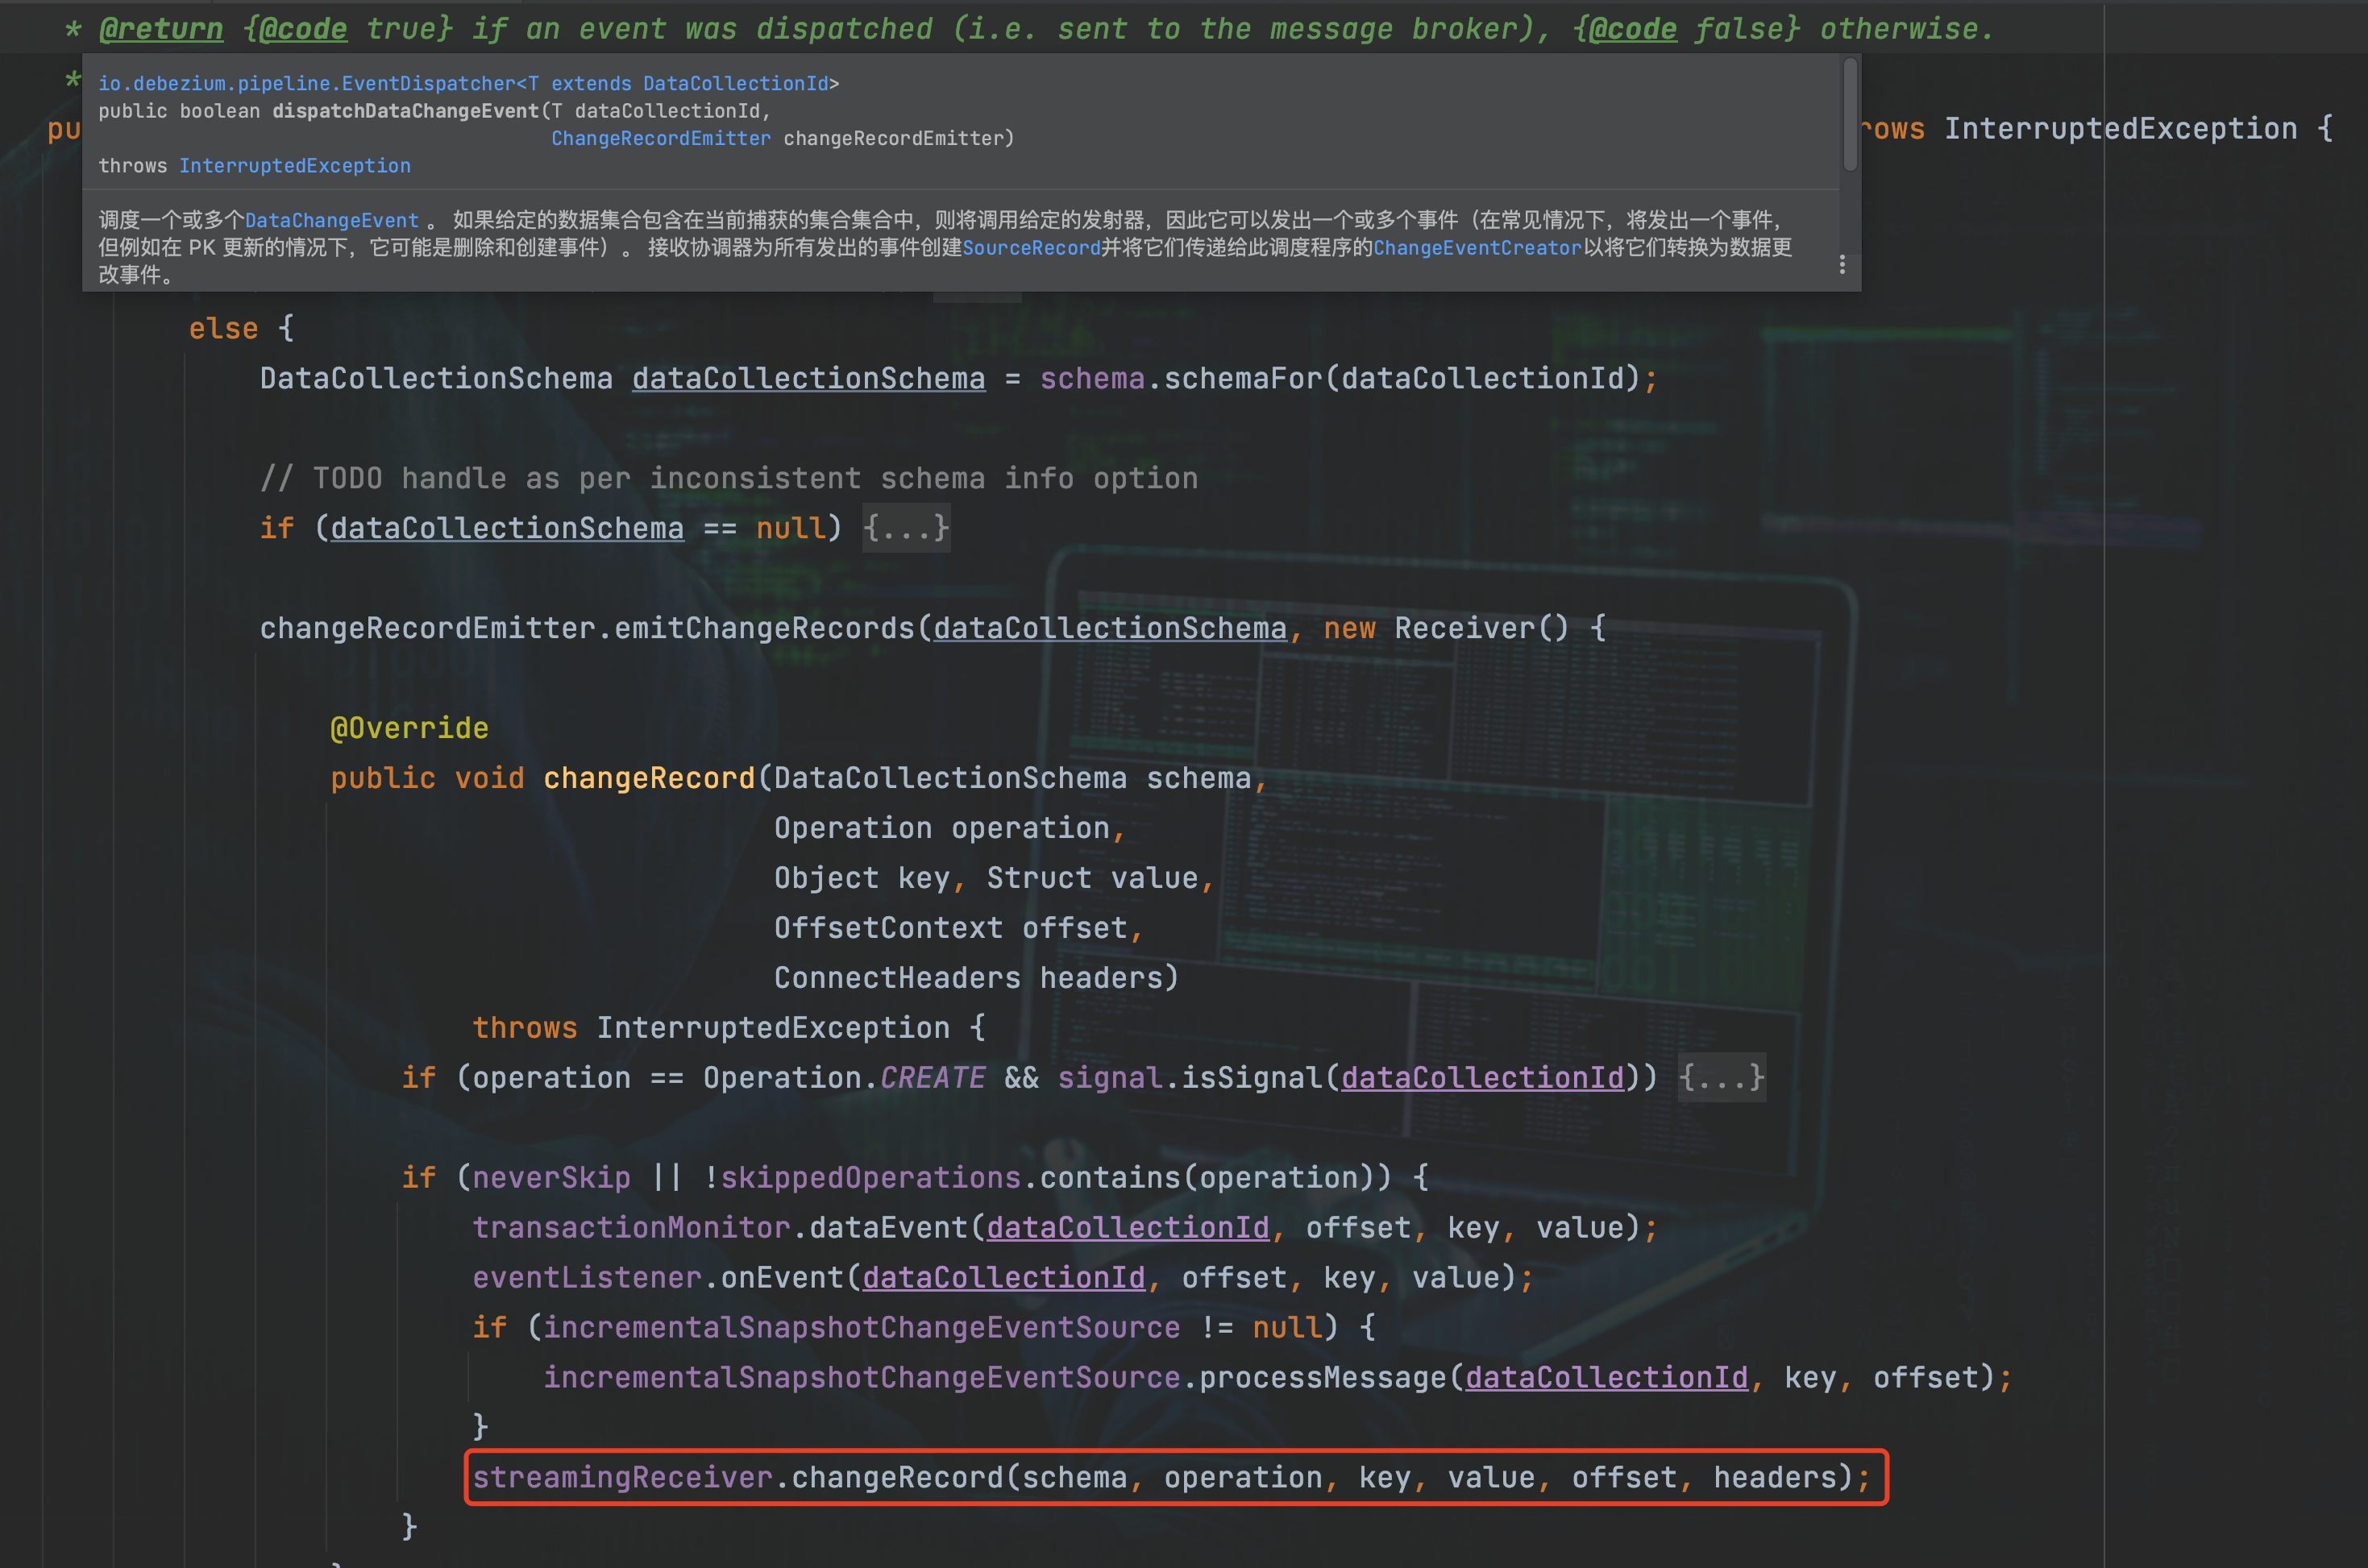 * @return {@code true} if an event was dispatched (i.e. sent to the message broker), {@code false} otherwise.
*
io.debezium.pipeline.EventDispatcher<T extends DataCollectionId>
public boolean dispatchDataChangeEvent(T dataCollectionId,
ChangeRecordEmitter changeRecordEmitter)
throws InterruptedException
pu rows InterruptedException {
调度一个或多个DataChangeEvent 。 如果给定的数据集合包含在当前捕获的集合集合中，则将调用给定的发射器，因此它可以发出一个或多个事件（在常见情况下，将发出一个事件，
但例如在 PK 更新的情况下，它可能是删除和创建事件）。 接收协调器为所有发出的事件创建SourceRecord并将它们传递给此调度程序的ChangeEventCreator以将它们转换为数据更
改事件。
else {
DataCollectionSchema dataCollectionSchema = schema.schemaFor(dataCollectionId);
// TODO handle as per inconsistent schema info option
if (dataCollectionSchema == null) {...}
changeRecordEmitter.emitChangeRecords(dataCollectionSchema, new Receiver() {
@Override
public void changeRecord(DataCollectionSchema schema,
Operation operation,
Object key, Struct value,
OffsetContext offset,
ConnectHeaders headers)
throws InterruptedException {
if (operation == Operation.CREATE && signal.isSignal(dataCollectionId)) {...}
if (neverSkip || !skippedOperations.contains(operation)) {
transactionMonitor.dataEvent(dataCollectionId, offset, key, value);
eventListener.onEvent(dataCollectionId, offset, key, value);
if (incrementalSnapshotChangeEventSource != null) {
incrementalSnapshotChangeEventSource.processMessage(dataCollectionId, key, offset);
}
streamingReceiver.changeRecord(schema, operation, key, value, offset, headers);
}